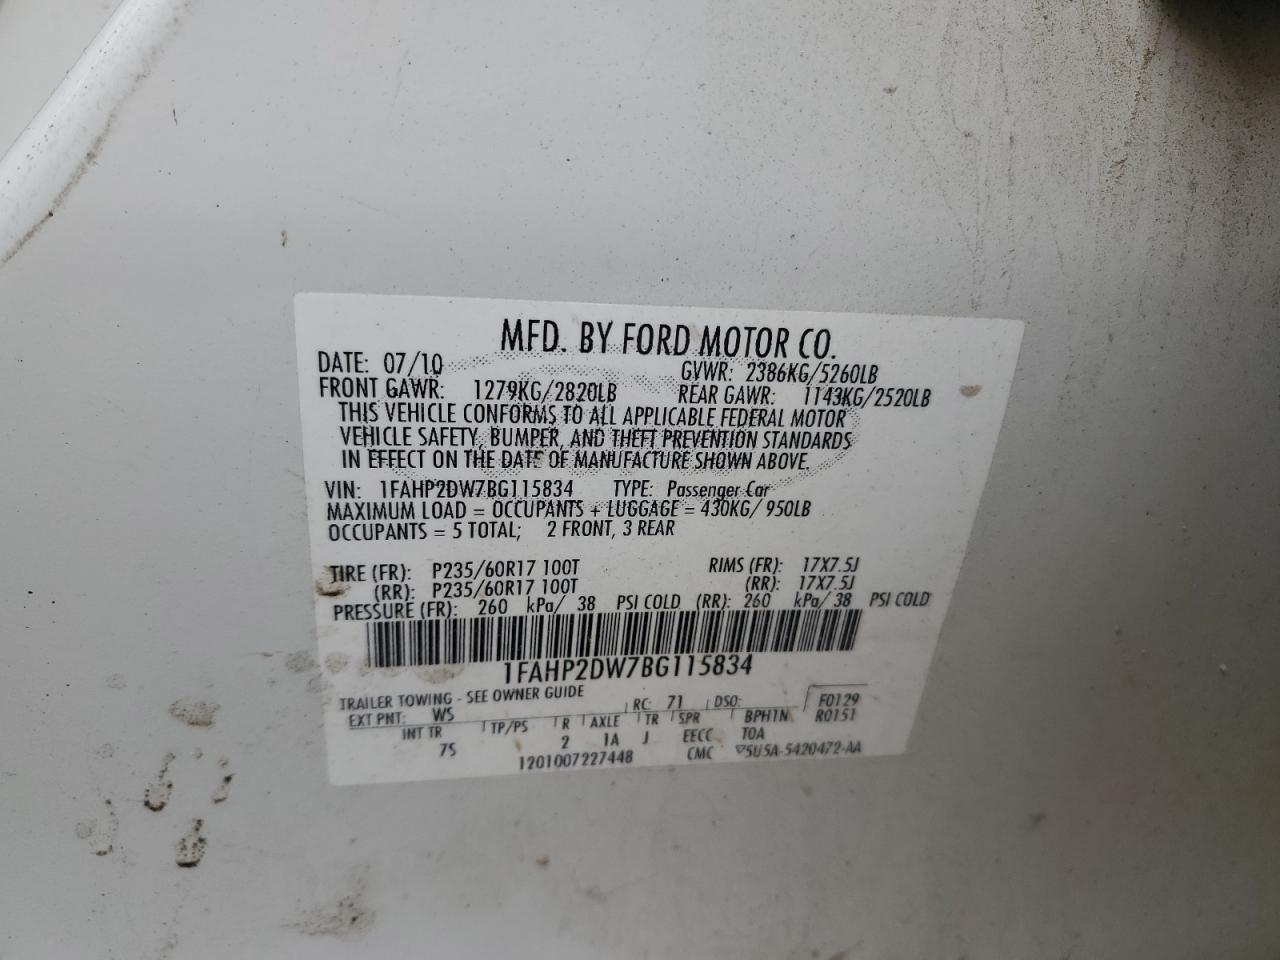 MFD. BY FORD MOTOR CO.
DATE: 07/10 GVWR: 2386KG/5260LB
FRONT GAWR: 1279KG/2820LB REAR GAWR: 1143KG/2520LB
THIS VEHICLE CONFORMS TO ALL APPLICABLE FEDERAL MOTOR
VEHICLE SAFETY, BUMPER, AND THEFT PREVENTION STANDARDS
IN EFFECT ON THE DATE OF MANUFACTURE SHOWN ABOVE.
VIN: 1FAHP2DW7BG115834 TYPE: Passenger Car
MAXIMUM LOAD = OCCUPANTS + LUGGAGE = 430KG/ 950LB
OCCUPANTS = 5 TOTAL; 2 FRONT, 3 REAR
TIRE (FR): P235/60R17 100T RIMS (FR): 17X7.5J
(RR): P235/60R17 100T (RR): 17X7.5J
PRESSURE (FR): 260 kPa/ 38 PSI COLD (RR): 260 kPa/ 38 PSI COLD
1FAHP2DW7BG115834
TRAILER TOWING - SEE OWNER GUIDE RC: 71 DSO: F0129
EXT PNT: WS R0151
INT TR TP/PS R AXLE TR SPR BPH1N
7S 2 1A J EECC TOA
1201007227448 CMC 5U5A-5420472-AA